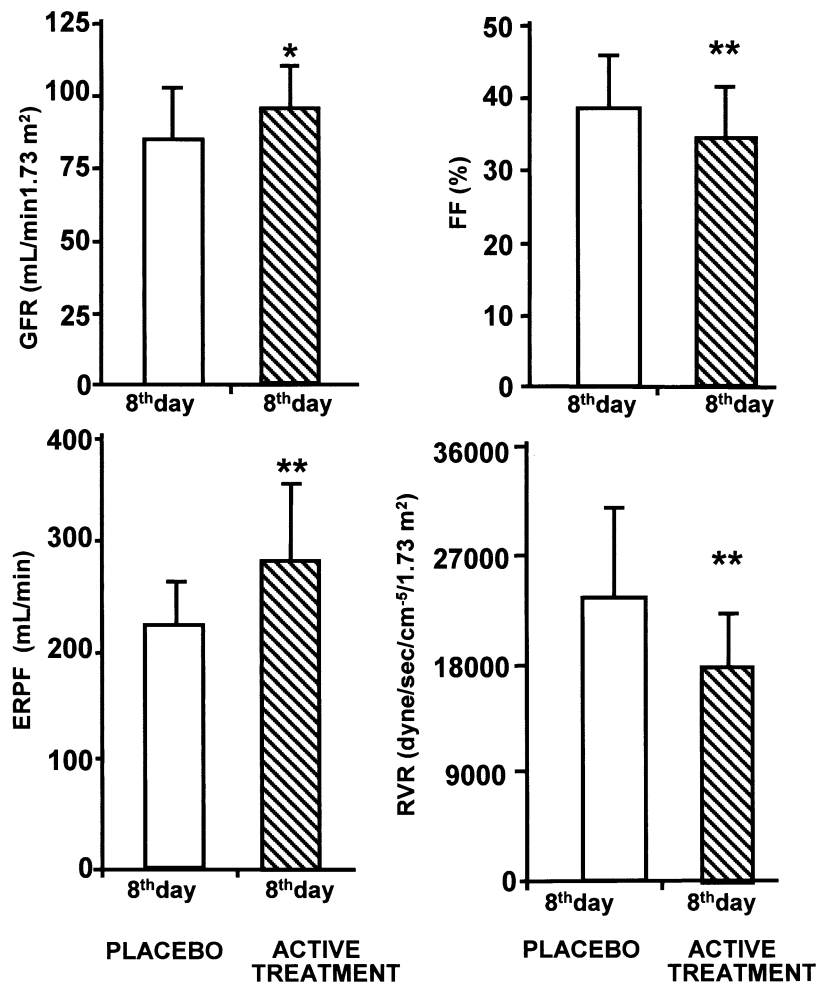 GFR (mL/min1.73 m²)
125
100
75
50
25
0
*
8thday
8thday
FF (%)
50
40
30
20
10
0
**
8thday
8thday
ERPF (mL/min)
400
300
200
100
0
**
8thday
8thday
PLACEBO
ACTIVE
TREATMENT
RVR (dyne/sec/cm-5/1.73 m²)
36000
27000
18000
9000
0
**
8thday
8thday
PLACEBO
ACTIVE
TREATMENT